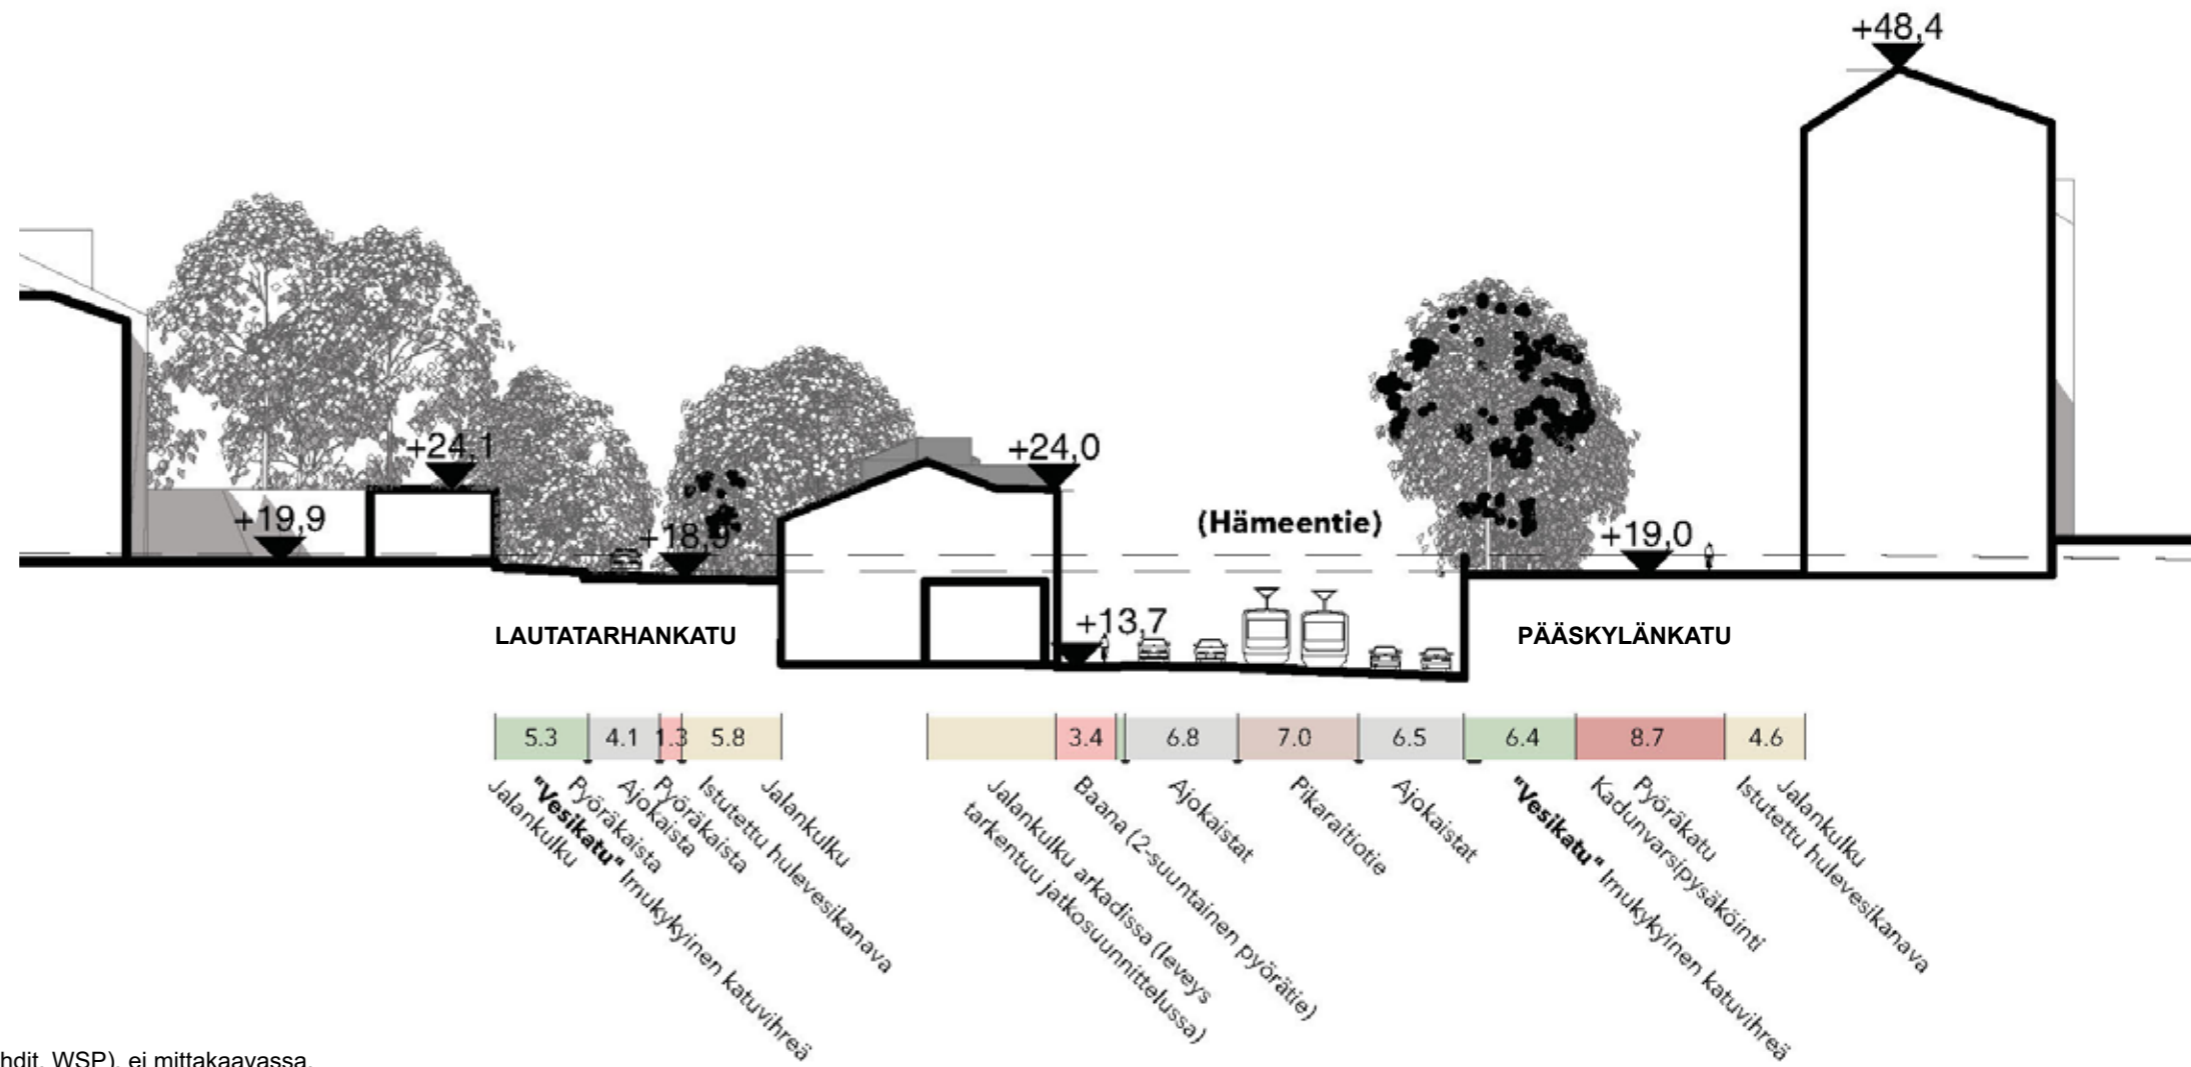 +48,4
+24,1
+24,0
+19,9
+18,9
(Hämeentie)
+19,0
+13,7
LAUTATARHANKATU
PÄÄSKYLÄNKATU
5.3 4.1 1.3 5.8 3.4 6.8 7.0 6.5 6.4 8.7 4.6
Jalankulku
"Vesikatu" Imukykyinen katuvihreä
Pyöräkaista
Ajokaista
Pyöräkaista
Istutettu hulevesikanava
Jalankulku
Jalankulku arkadissa (leveys
tarkentuu jatkosuunnittelussa)
Baana (2-suuntainen pyörätie)
Ajokaistat
Pikaraitiotie
Ajokaistat
"Vesikatu" Imukykyinen katuvihreä
Kadunvarsipysäköinti
Pyöräkatu
Istutettu hulevesikanava
Jalankulku
hdit, WSP), ei mittakaavassa.